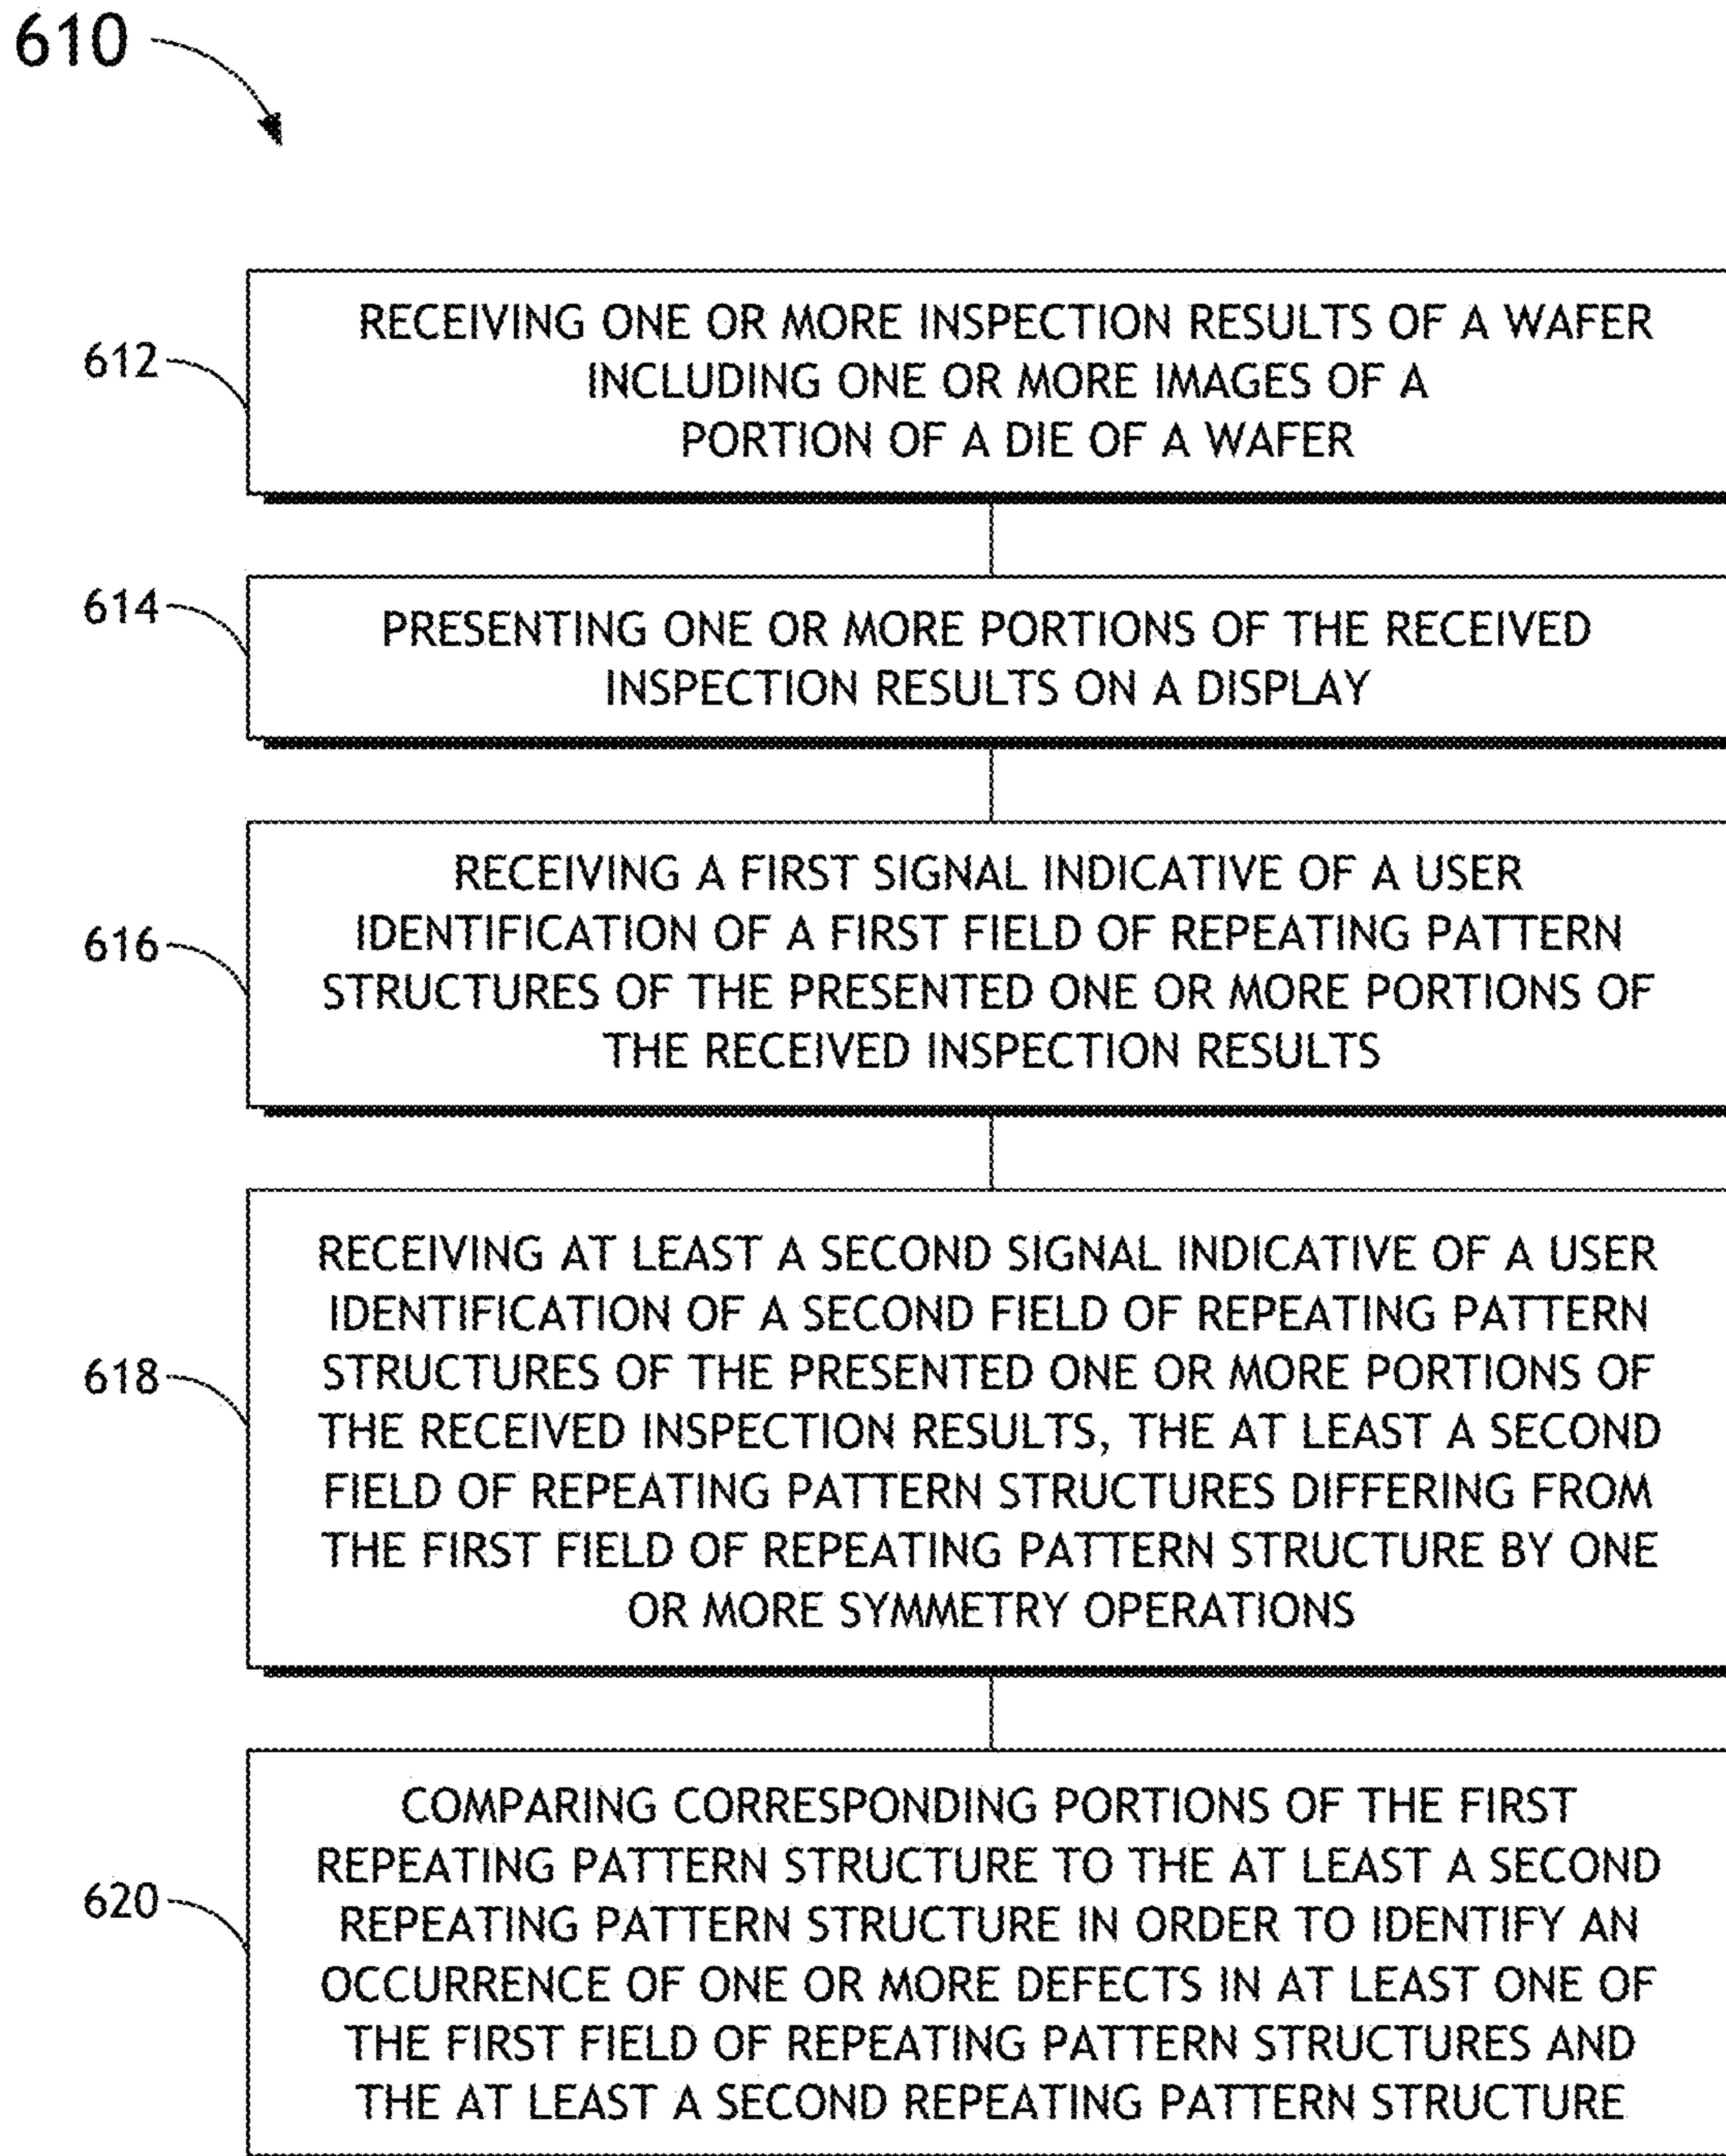 610
612
RECEIVING ONE OR MORE INSPECTION RESULTS OF A WAFER
INCLUDING ONE OR MORE IMAGES OF A
PORTION OF A DIE OF A WAFER
614
PRESENTING ONE OR MORE PORTIONS OF THE RECEIVED
INSPECTION RESULTS ON A DISPLAY
616
RECEIVING A FIRST SIGNAL INDICATIVE OF A USER
IDENTIFICATION OF A FIRST FIELD OF REPEATING PATTERN
STRUCTURES OF THE PRESENTED ONE OR MORE PORTIONS OF
THE RECEIVED INSPECTION RESULTS
618
RECEIVING AT LEAST A SECOND SIGNAL INDICATIVE OF A USER
IDENTIFICATION OF A SECOND FIELD OF REPEATING PATTERN
STRUCTURES OF THE PRESENTED ONE OR MORE PORTIONS OF
THE RECEIVED INSPECTION RESULTS, THE AT LEAST A SECOND
FIELD OF REPEATING PATTERN STRUCTURES DIFFERING FROM
THE FIRST FIELD OF REPEATING PATTERN STRUCTURE BY ONE
OR MORE SYMMETRY OPERATIONS
620
COMPARING CORRESPONDING PORTIONS OF THE FIRST
REPEATING PATTERN STRUCTURE TO THE AT LEAST A SECOND
REPEATING PATTERN STRUCTURE IN ORDER TO IDENTIFY AN
OCCURRENCE OF ONE OR MORE DEFECTS IN AT LEAST ONE OF
THE FIRST FIELD OF REPEATING PATTERN STRUCTURES AND
THE AT LEAST A SECOND REPEATING PATTERN STRUCTURE